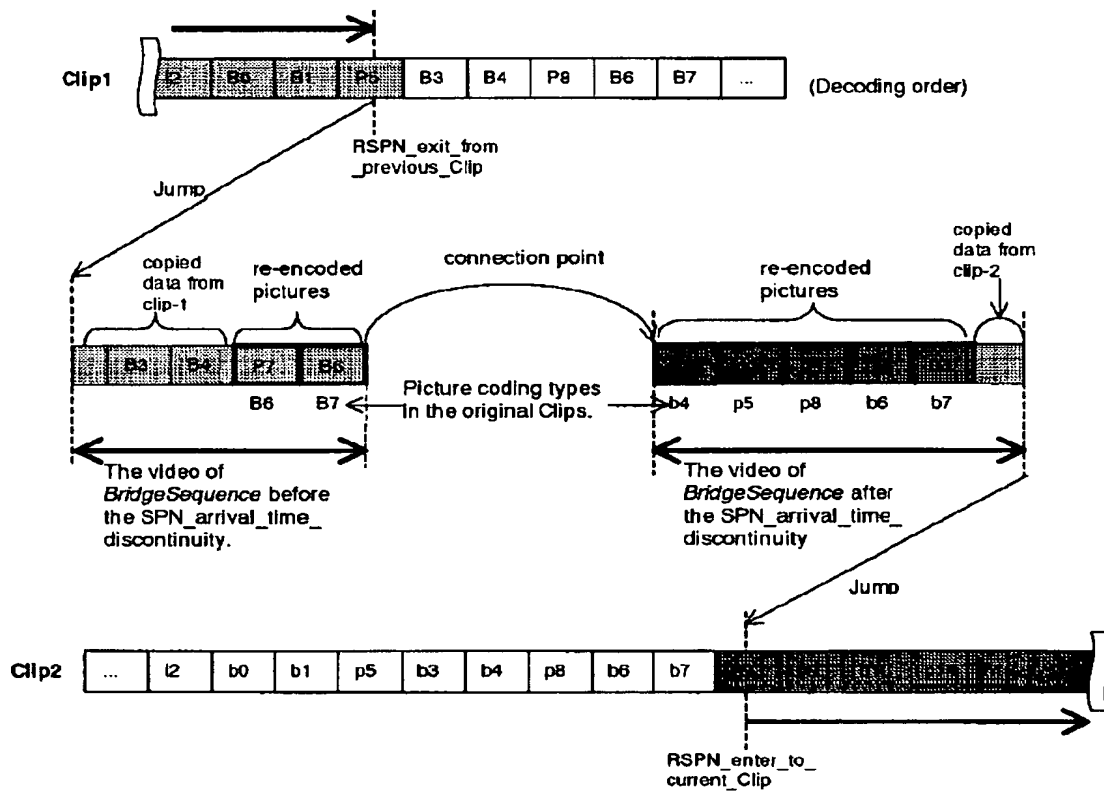 Clip1
I2 B0 B1 P5 B3 B4 P8 B6 B7 ...
(Decoding order)
RSPN_exit_from
_previous_Clip
Jump
copied
data from
clip-1
re-encoded
pictures
connection point
re-encoded
pictures
copied
data from
clip-2
B3 B4 P7 B6
B6 B7
Picture coding types
in the original Clips.
b4 p5 p8 b6 b7
The video of
BridgeSequence before
the SPN_arrival_time_
discontinuity.
The video of
BridgeSequence after
the SPN_arrival_time_
discontinuity
Jump
Clip2
... i2 b0 b1 p5 b3 b4 p8 b6 b7
RSPN_enter_to_
current_Clip